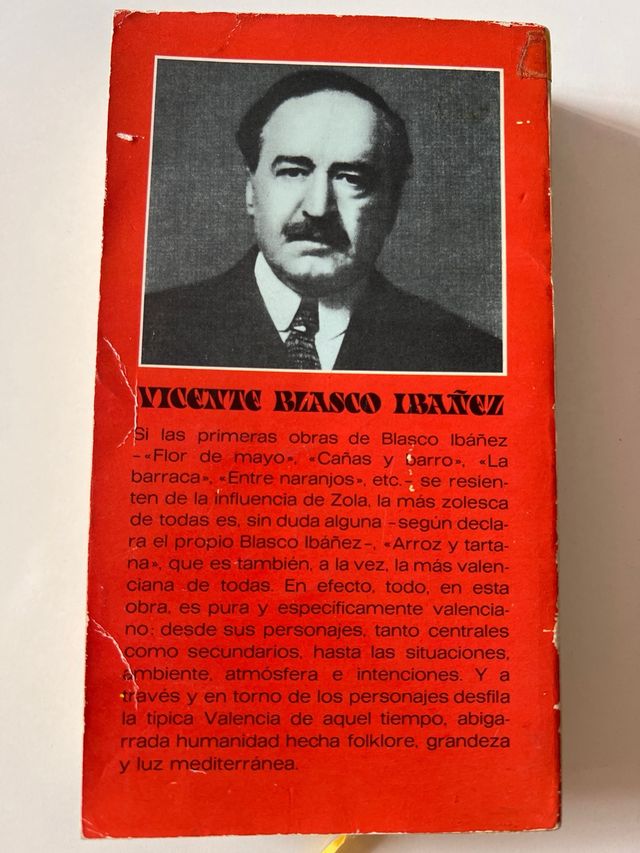 VICENTE BLASCO IBAÑEZ
Si las primeras obras de Blasco Ibáñez
-«Flor de mayo», «Cañas y barro», «La
barraca», «Entre naranjos», etc.- se resien-
ten de la influencia de Zola, la más zolesca
de todas es, sin duda alguna -según decla-
ra el propio Blasco Ibáñez-, «Arroz y tarta-
na», que es también, a la vez, la más valen-
ciana de todas. En efecto, todo, en esta
obra, es pura y específicamente valencia-
no: desde sus personajes, tanto centrales
como secundarios, hasta las situaciones,
ambiente, atmósfera e intenciones. Y a
través y en torno de los personajes desfila
la típica Valencia de aquel tiempo, abiga-
rrada humanidad hecha folklore, grandeza
y luz mediterránea.